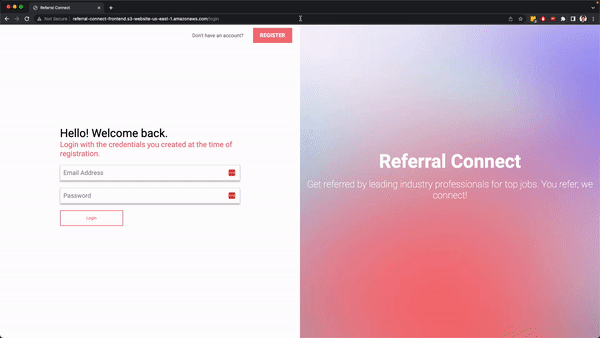 Referral Connect
Not Secure
referral-connect-frontend.s3-website-us-east-1.amazonaws.com/login
Don't have an account?
REGISTER
Hello! Welcome back.
Login with the credentials you created at the time of
registration.
Email Address
Password
Login
Referral Connect
Get referred by leading industry professionals for top jobs. You refer, we
connect!